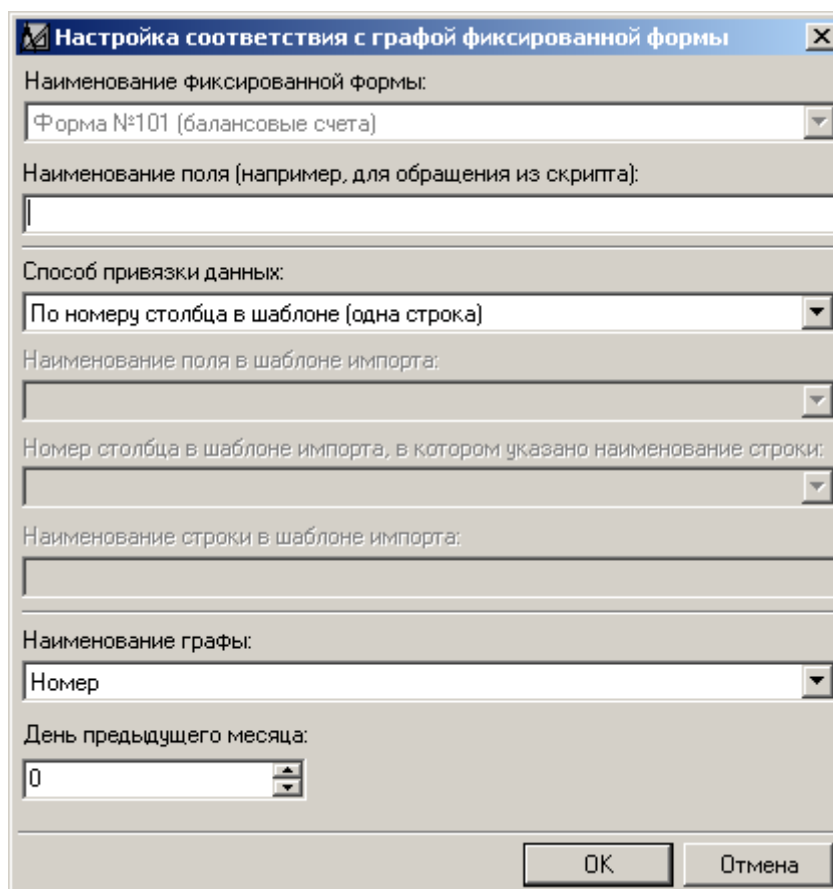 Настройка соответствия с графой фиксированной формы
Наименование фиксированной формы:
Форма №101 (балансовые счета)
Наименование поля (например, для обращения из скрипта):
Способ привязки данных:
По номеру столбца в шаблоне (одна строка)
Наименование поля в шаблоне импорта:
Номер столбца в шаблоне импорта, в котором указано наименование строки:
Наименование строки в шаблоне импорта:
Наименование графы:
Номер
День предыдущего месяца:
0
OK
Отмена